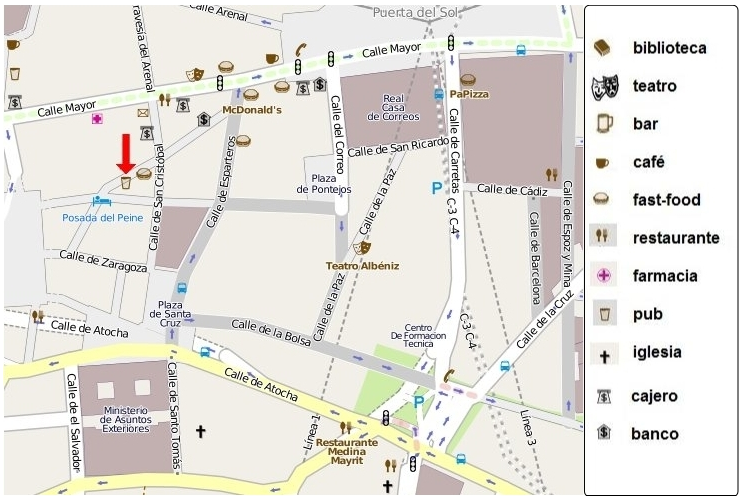 Calle Arenal
Puerta del Sol
Travesía del Arenal
Calle Mayor
Calle Mayor
McDonald's
Real
Casa
de Correos
PaPizza
Calle del Correo
Calle de San Ricardo
Calle de Carretas
Calle de Esparteros
Calle de San Cristóbal
Plaza
de Pontejos
P
Calle de Cádiz
Calle de la Paz
C-3 C-4
Posada del Peine
Calle de Espoz y Mina
Calle de Barcelona
Calle de Zaragoza
Teatro Albéniz
Calle de la Paz
Plaza
de Santa
Cruz
Calle de Atocha
Calle de la Bolsa
Centro
De Formacion
Tecnica
C-3 C-4
Calle de la Cruz
Calle de Atocha
P
Ministerio
de Asuntos
Exteriores
Calle de el Salvador
Calle de Santo Tomás
Línea 1
Línea 3
Restaurante
Medina
Mayrit
biblioteca
teatro
bar
café
fast-food
restaurante
farmacia
pub
iglesia
cajero
banco